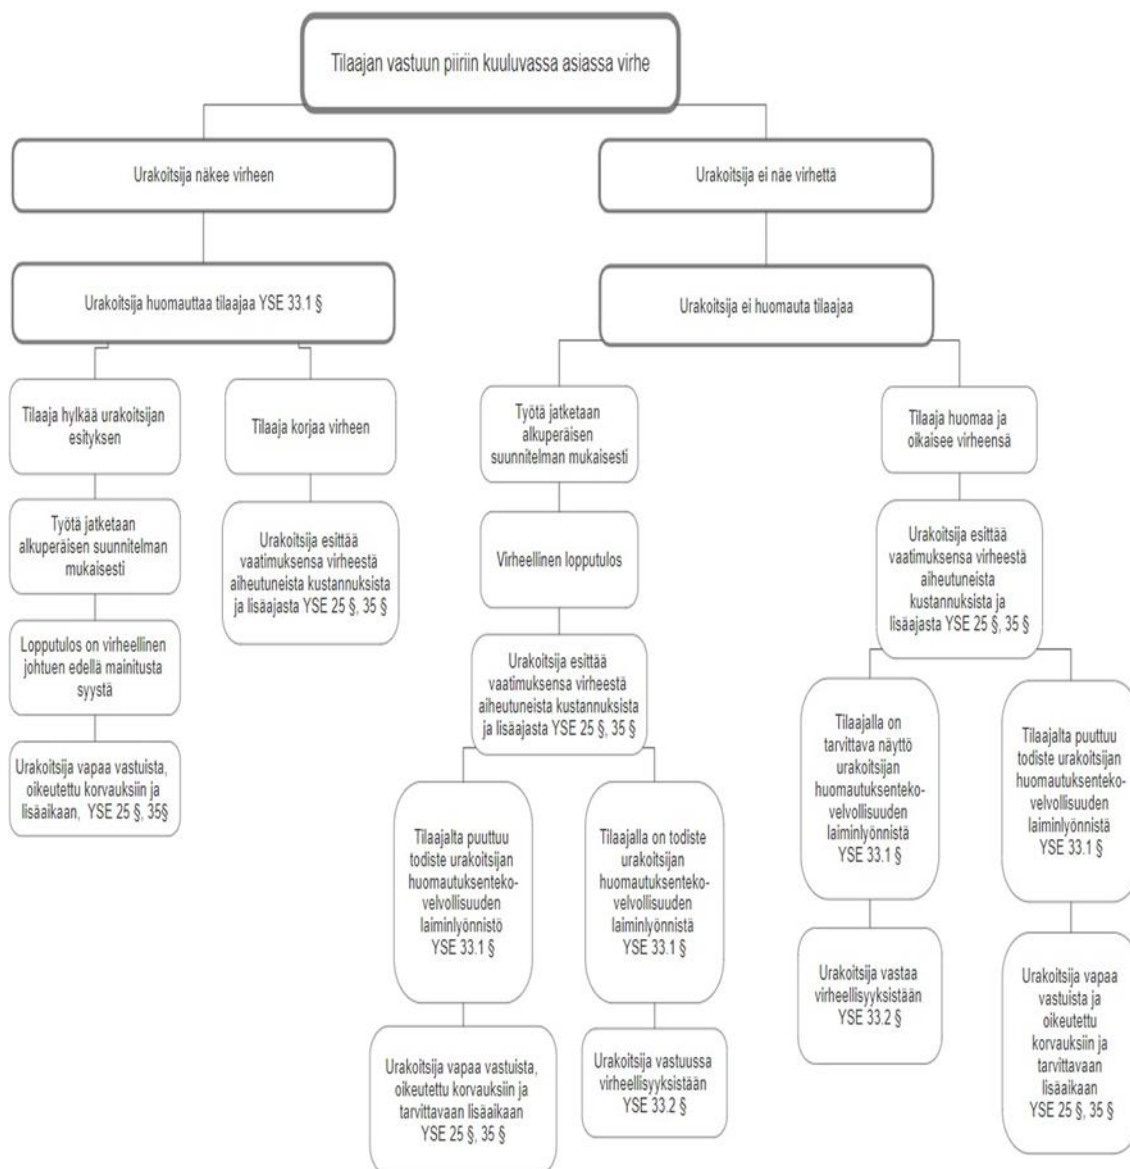 Tilaajan vastuun piiriin kuuluvassa asiassa virhe
Urakoitsija näkee virheen
Urakoitsija ei näe virhettä
Urakoitsija huomauttaa tilaajaa YSE 33.1 §
Urakoitsija ei huomauta tilaajaa
Tilaaja hylkää urakoitsijan
esityksen
Tilaaja korjaa virheen
Työtä jatketaan
alkuperäisen
suunnitelman
mukaisesti
Tilaaja huomaa ja
oikaisee virheensä
Työtä jatketaan
alkuperäisen suunnitelman
mukaisesti
Urakoitsija esittää
vaatimuksensa virheestä
aiheutuneista kustannuksista
ja lisäajasta YSE 25 §, 35 §
Virheellinen lopputulos
Urakoitsija esittää
vaatimuksensa virheestä
aiheutuneista
kustannuksista ja
lisäajasta YSE 25 §, 35 §
Lopputulos on virheellinen
johtuen edellä mainitusta
syystä
Urakoitsija esittää
vaatimuksensa virheestä
aiheutuneista kustannuksista
ja lisäajasta YSE 25 §, 35 §
Urakoitsija vapaa vastuista,
oikeutettu korvauksiin ja
lisäaikaan, YSE 25 §, 35§
Tilaajalta puuttuu
todiste urakoitsijan
huomautuksenteko-
velvollisuuden
laiminlyönnistö
YSE 33.1 §
Tilaajalla on todiste
urakoitsijan
huomautuksenteko-
velvollisuuden
laiminlyönnistä
YSE 33.1 §
Tilaajalla on
tarvittava näyttö
urakoitsijan
huomautuksenteko-
velvollisuuden
laiminlyönnistä
YSE 33.1 §
Tilaajalta puuttuu
todiste urakoitsijan
huomautuksenteko-
velvollisuuden
laiminlyönnistä
YSE 33.1 §
Urakoitsija vapaa vastuista,
oikeutettu korvauksiin ja
tarvittavaan lisäaikaan
YSE 25 §, 35 §
Urakoitsija vastuussa
virheellisyyksistään
YSE 33.2 §
Urakoitsija vastaa
virheellisyyksistään
YSE 33.2 §
Urakoitsija vapaa
vastuista ja
oikeutettu
korvauksiin ja
tarvittavaan
lisäaikaan
YSE 25 §, 35 §